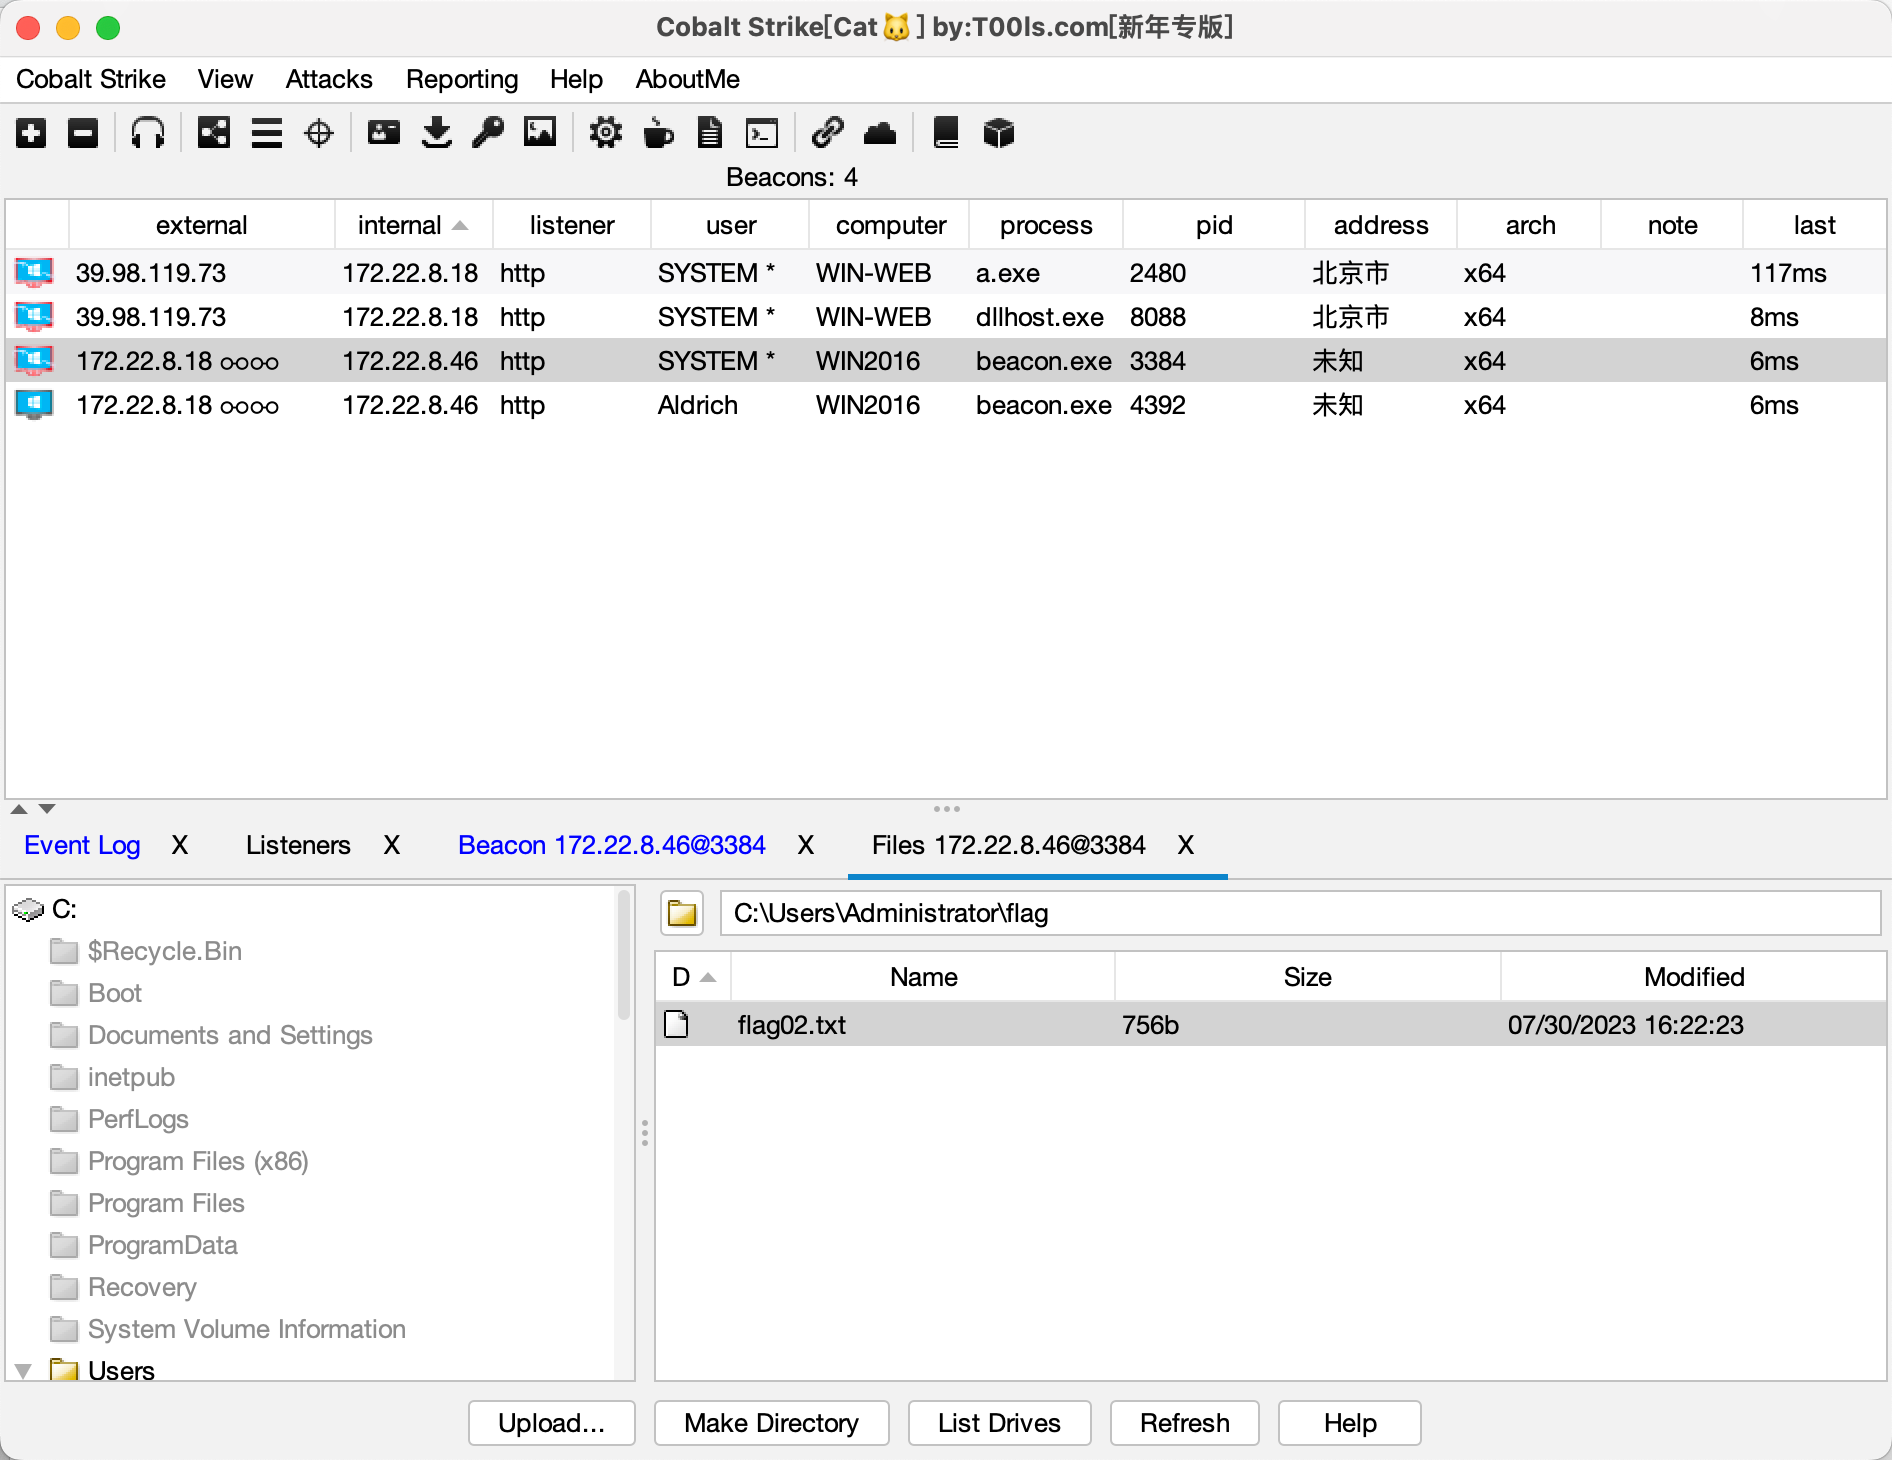 Cobalt Strike[Cat🐱] by:T00ls.com[新年专版]
Cobalt Strike View Attacks Reporting Help AboutMe
Beacons: 4
external internal listener user computer process pid address arch note last
39.98.119.73 172.22.8.18 http SYSTEM * WIN-WEB a.exe 2480 北京市 x64 117ms
39.98.119.73 172.22.8.18 http SYSTEM * WIN-WEB dllhost.exe 8088 北京市 x64 8ms
172.22.8.18 ⚯⚯ 172.22.8.46 http SYSTEM * WIN2016 beacon.exe 3384 未知 x64 6ms
172.22.8.18 ⚯⚯ 172.22.8.46 http Aldrich WIN2016 beacon.exe 4392 未知 x64 6ms
Event Log X Listeners X Beacon 172.22.8.46@3384 X Files 172.22.8.46@3384 X
C:
$Recycle.Bin
Boot
Documents and Settings
inetpub
PerfLogs
Program Files (x86)
Program Files
ProgramData
Recovery
System Volume Information
Users
C:\Users\Administrator\flag
D Name Size Modified
flag02.txt 756b 07/30/2023 16:22:23
Upload... Make Directory List Drives Refresh Help